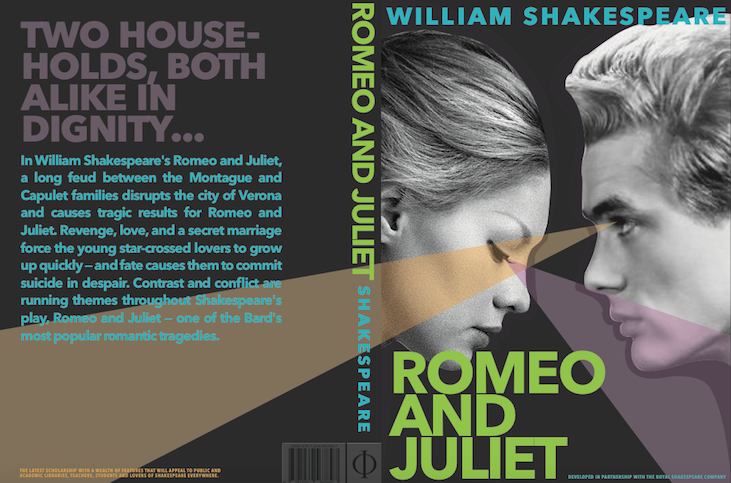 TWO HOUSE-
HOLDS, BOTH
ALIKE IN
DIGNITY...
In William Shakespeare's Romeo and Juliet,
a long feud between the Montague and
Capulet families disrupts the city of Verona
and causes tragic results for Romeo and
Juliet. Revenge, love, and a secret marriage
force the young star-crossed lovers to grow
up quickly — and fate causes them to commit
suicide in despair. Contrast and conflict are
running themes throughout Shakespeare's
play, Romeo and Juliet — one of the Bard's
most popular romantic tragedies.
THE LATEST SCHOLARSHIP WITH A WEALTH OF FEATURES THAT WILL APPEAL TO PUBLIC AND
ACADEMIC LIBRARIES, TEACHERS, STUDENTS AND LOVERS OF SHAKESPEARE EVERYWHERE.
ROMEO AND JULIET SHAKESPEARE
WILLIAM SHAKESPEARE
ROMEO
AND
JULIET
DEVELOPED IN PARTNERSHIP WITH THE ROYAL SHAKESPEARE COMPANY